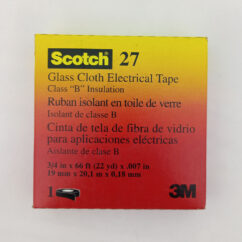 Scotch 27
Glass Cloth Electrical Tape
Class "B" Insulation
Ruban isolant en toile de verre
Isolant de classe B
Cinta de tela de fibra de vidrio
para aplicaciones eléctricas
Aislante de clase B
3/4 in x 66 ft (22 yd) x .007 in
19 mm x 20,1 m x 0,18 mm
1
3M